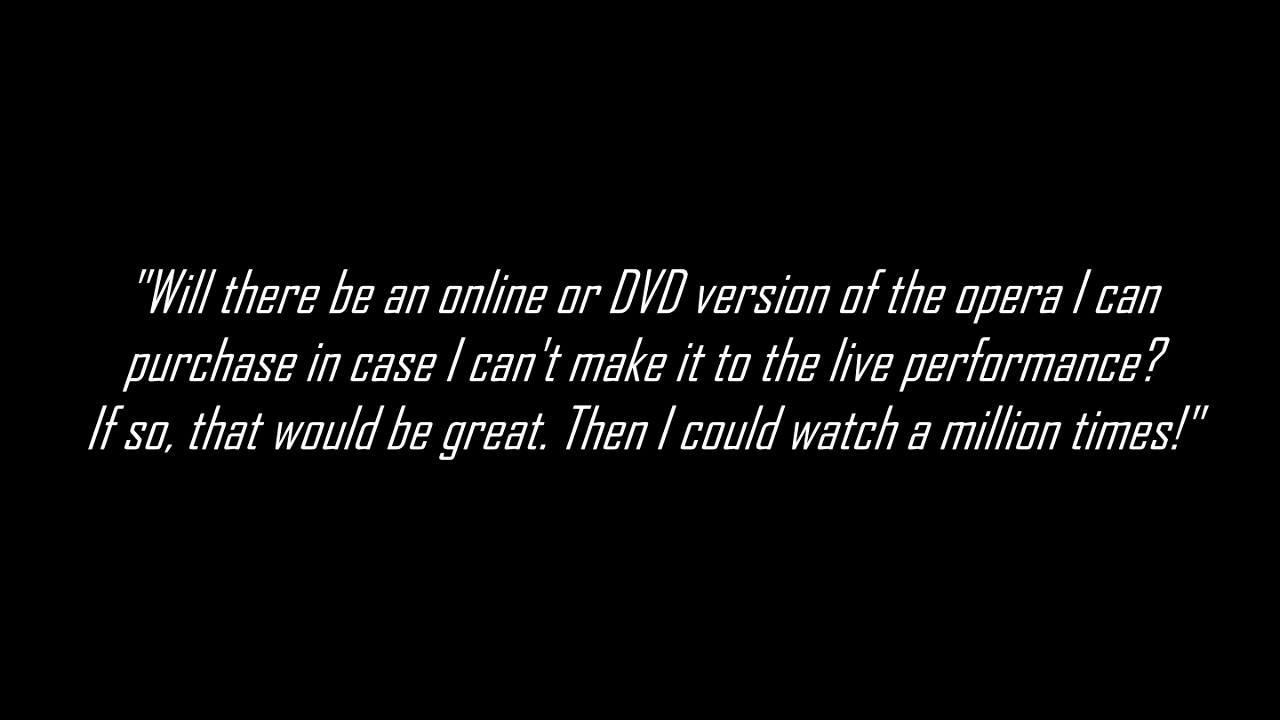 "Will there be an online or DVD version of the opera I can
purchase in case I can't make it to the live performance?
If so, that would be great. Then I could watch a million times!"